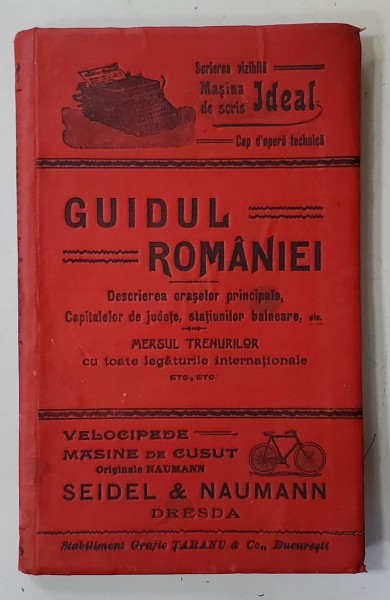 Scrierea vizibilă
Mașina
de scris Ideal
Cap d'operă technică
GUIDUL
ROMÂNIEI
Descrierea orașelor principale,
Capitalelor de județe, stațiunilor balneare, etc.
MERSUL TRENURILOR
cu toate legăturile internaționale
ETC., ETC.
VELOCIPEDE
MASINE DE CUSUT
Originale NAUMANN
SEIDEL & NAUMANN
DRESDA
Stabiliment Grafic ȚARANU & Co., București